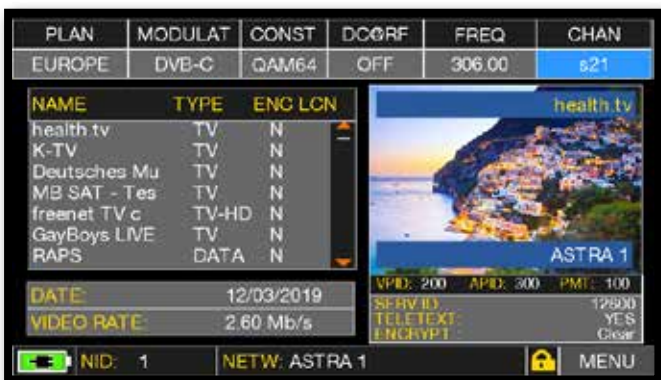 PLAN MODULAT CONST DC@RF FREQ CHAN
EUROPE DVB-C QAM64 OFF 306.00 s21
NAME TYPE ENC LCN
health.tv TV N
K-TV TV N
Deutsches Mu TV N
MB SAT - Tes TV N
freenet TV c TV-HD N
GayBoys LIVE TV N
RAPS DATA N
DATE: 12/03/2019
VIDEO RATE: 2.60 Mb/s
health.tv
ASTRA 1
VPID: 200 APID: 300 PMT: 100
SERV ID: 12600
TELETEXT: YES
ENCRYPT: Clear
NID: 1 NETW: ASTRA 1 MENU